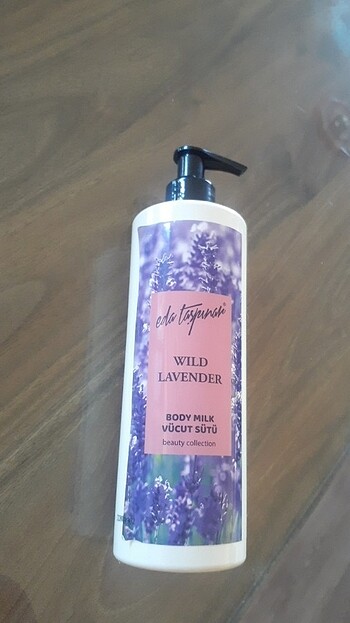 eda taşpınar®
WILD
LAVENDER
BODY MILK
VÜCUT SÜTÜ
beauty collection